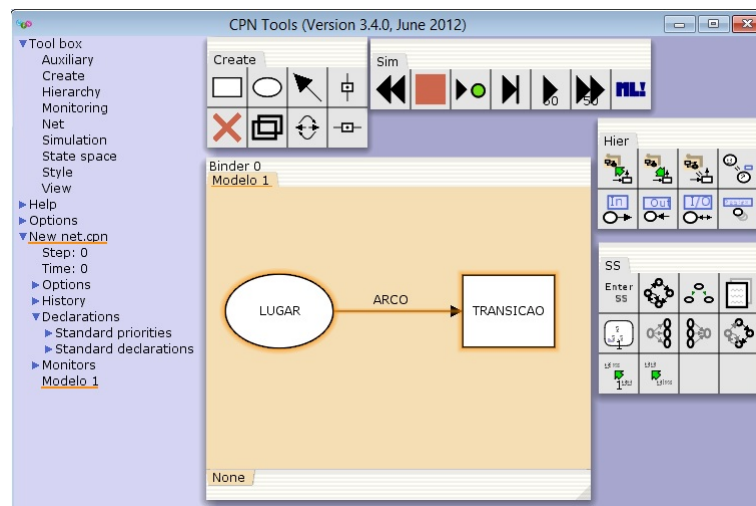 CPN Tools (Version 3.4.0, June 2012)
Tool box
Auxiliary
Create
Hierarchy
Monitoring
Net
Simulation
State space
Style
View
Help
Options
New net.cpn
Step: 0
Time: 0
Options
History
Declarations
Standard priorities
Standard declarations
Monitors
Modelo 1
Create
Sim
50
50
ML!
Binder 0
Modelo 1
LUGAR
ARCO
TRANSICAO
None
Hier
In
Out
I/O
SS
Enter
SS
1
1